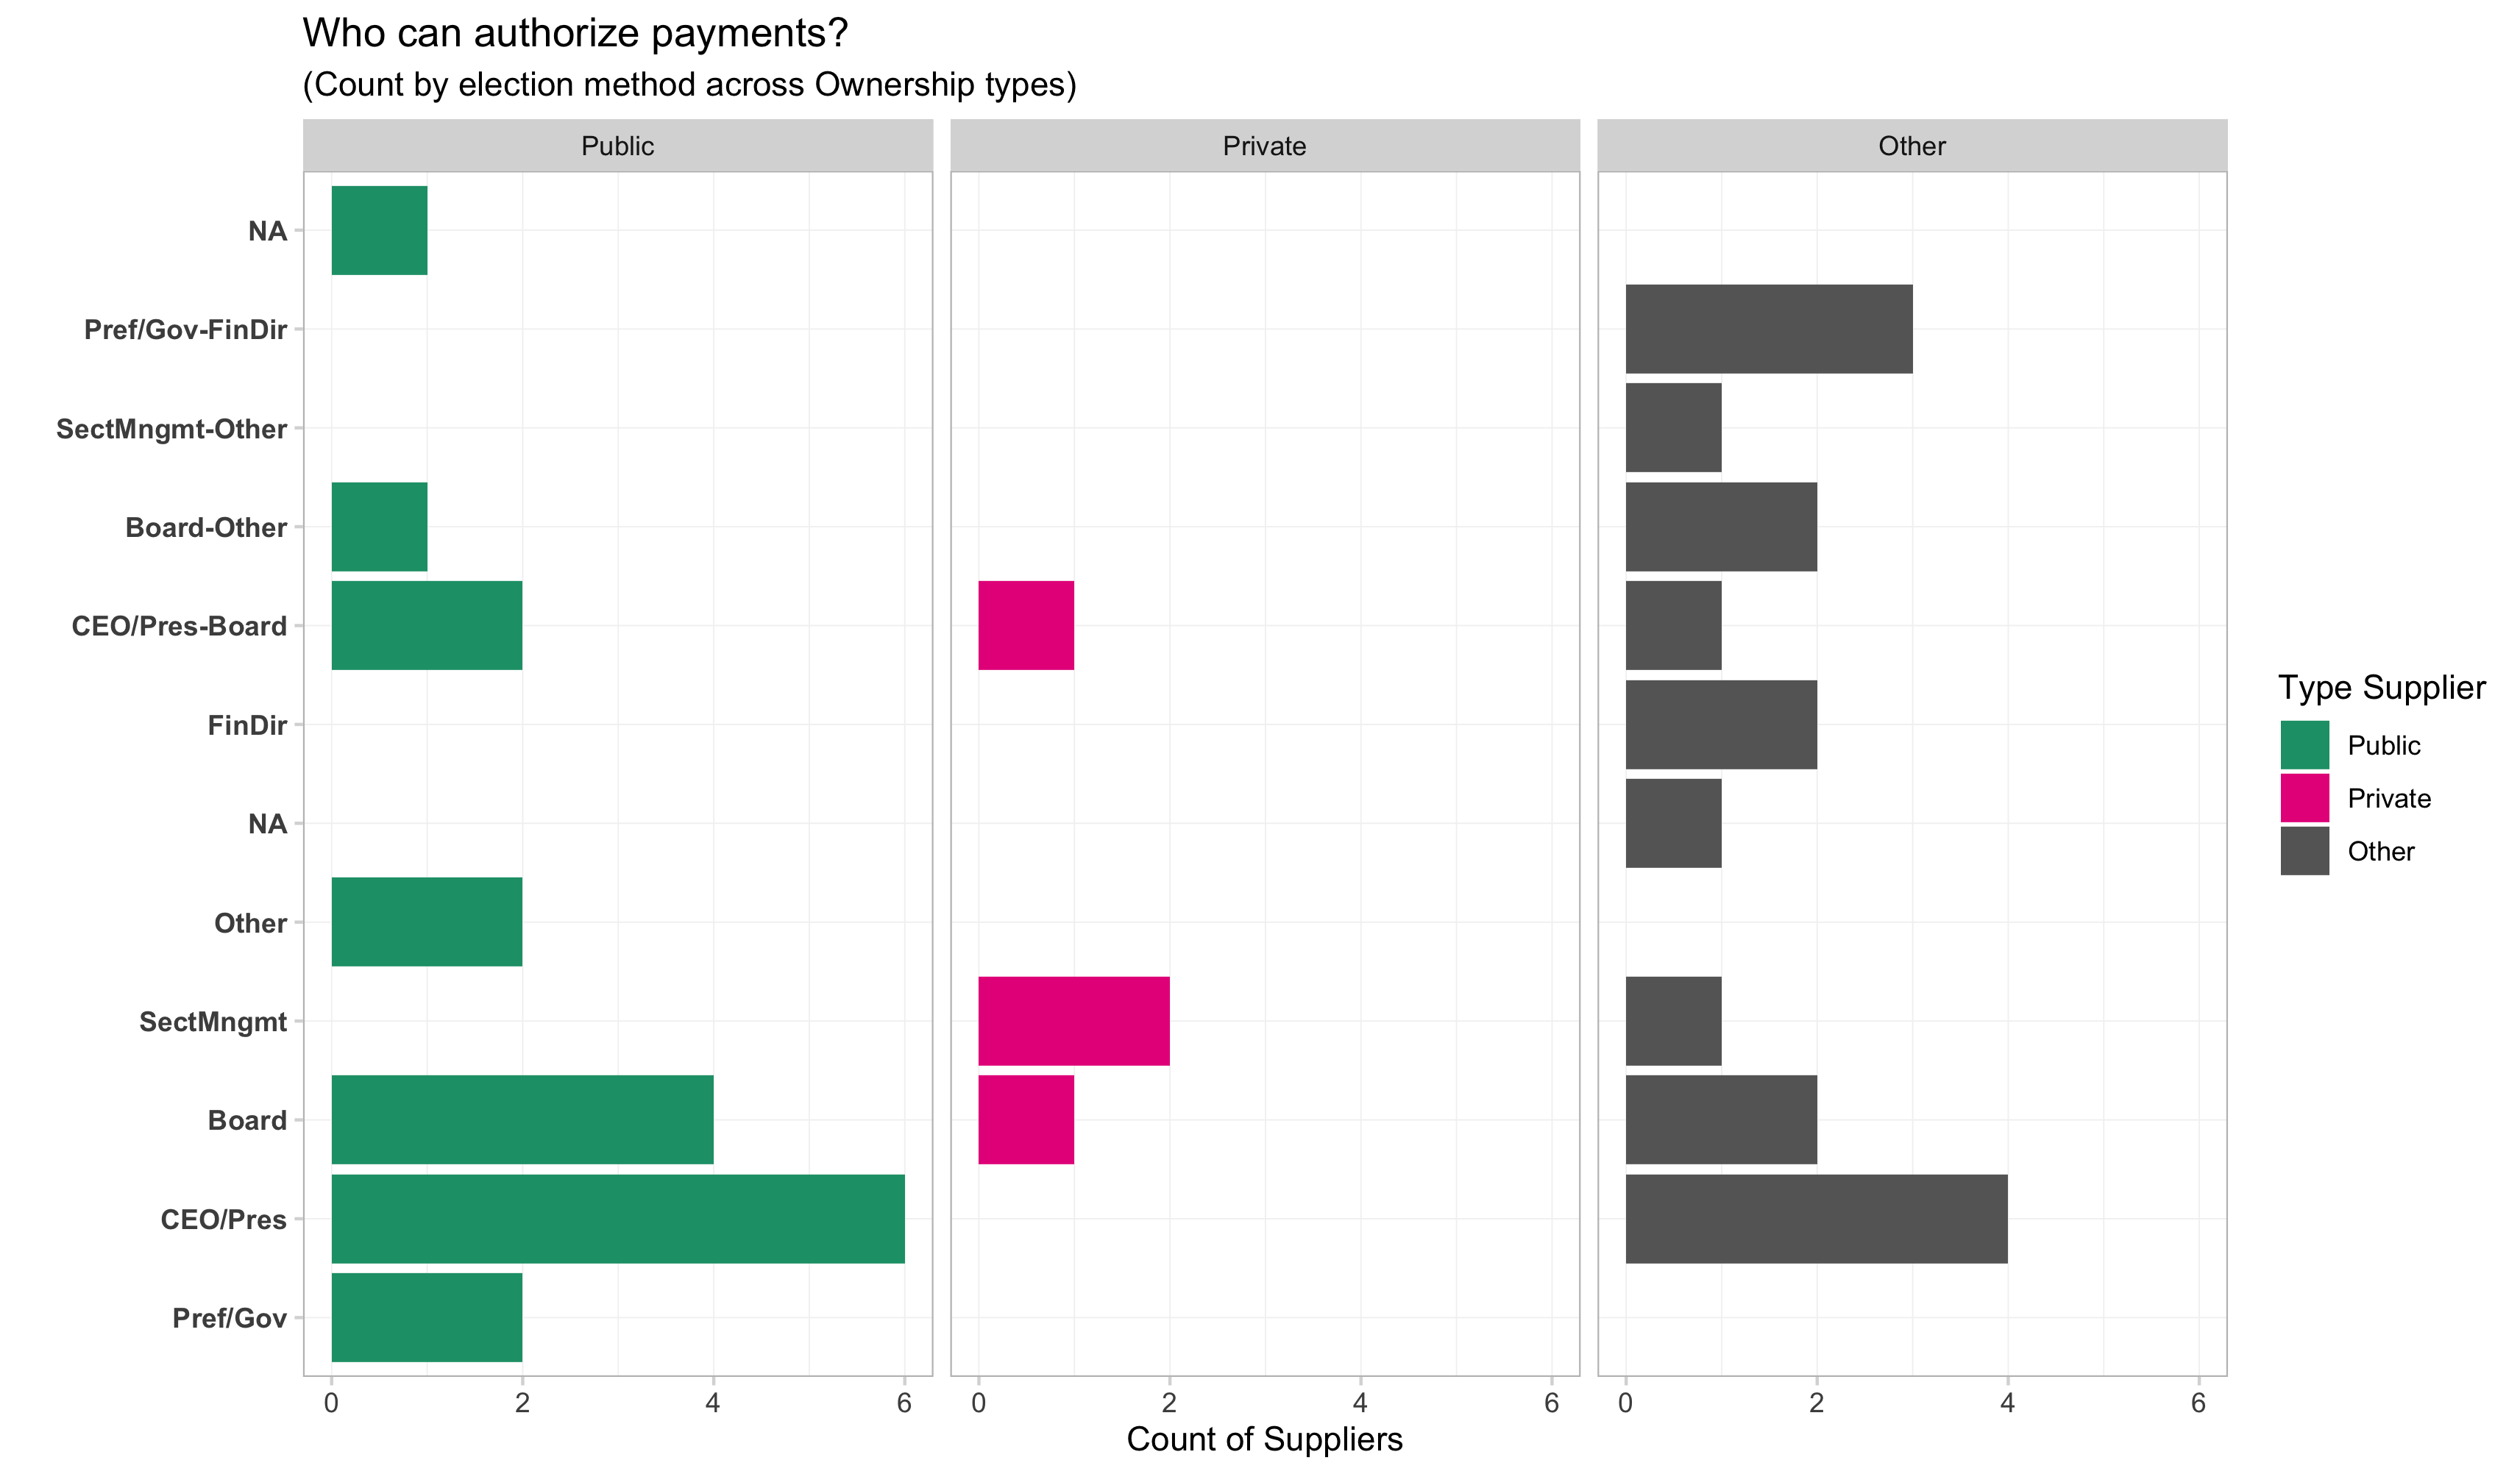 Who can authorize payments?
(Count by election method across Ownership types)
Public
Private
Other
NA
Pref/Gov-FinDir
SectMngmt-Other
Board-Other
CEO/Pres-Board
FinDir
NA
Other
SectMngmt
Board
CEO/Pres
Pref/Gov
0 2 4 6
0 2 4 6
0 2 4 6
Count of Suppliers
Type Supplier
Public
Private
Other